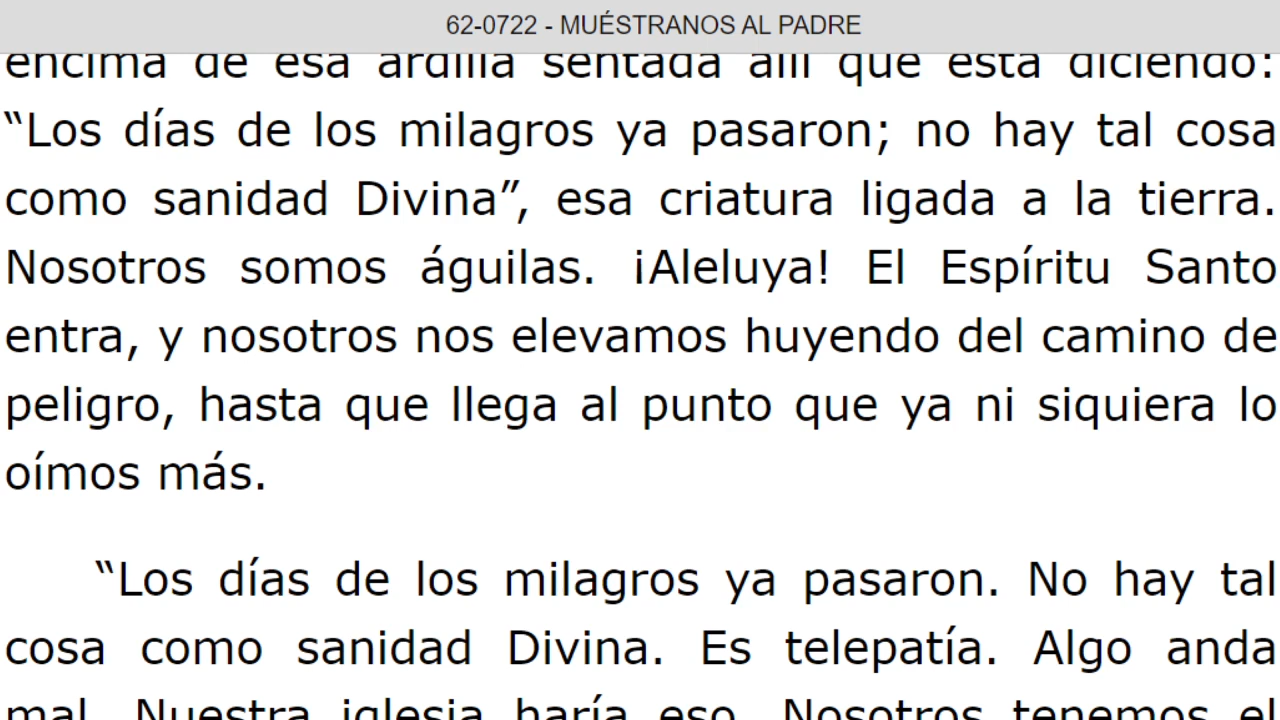 62-0722 - MUÉSTRANOS AL PADRE
encima de esa ardilla sentada allí que está diciendo:
“Los días de los milagros ya pasaron; no hay tal cosa
como sanidad Divina”, esa criatura ligada a la tierra.
Nosotros somos águilas. ¡Aleluya! El Espíritu Santo
entra, y nosotros nos elevamos huyendo del camino de
peligro, hasta que llega al punto que ya ni siquiera lo
oímos más.
“Los días de los milagros ya pasaron. No hay tal
cosa como sanidad Divina. Es telepatía. Algo anda
mal. Nuestra iglesia haría eso. Nosotros tenemos el